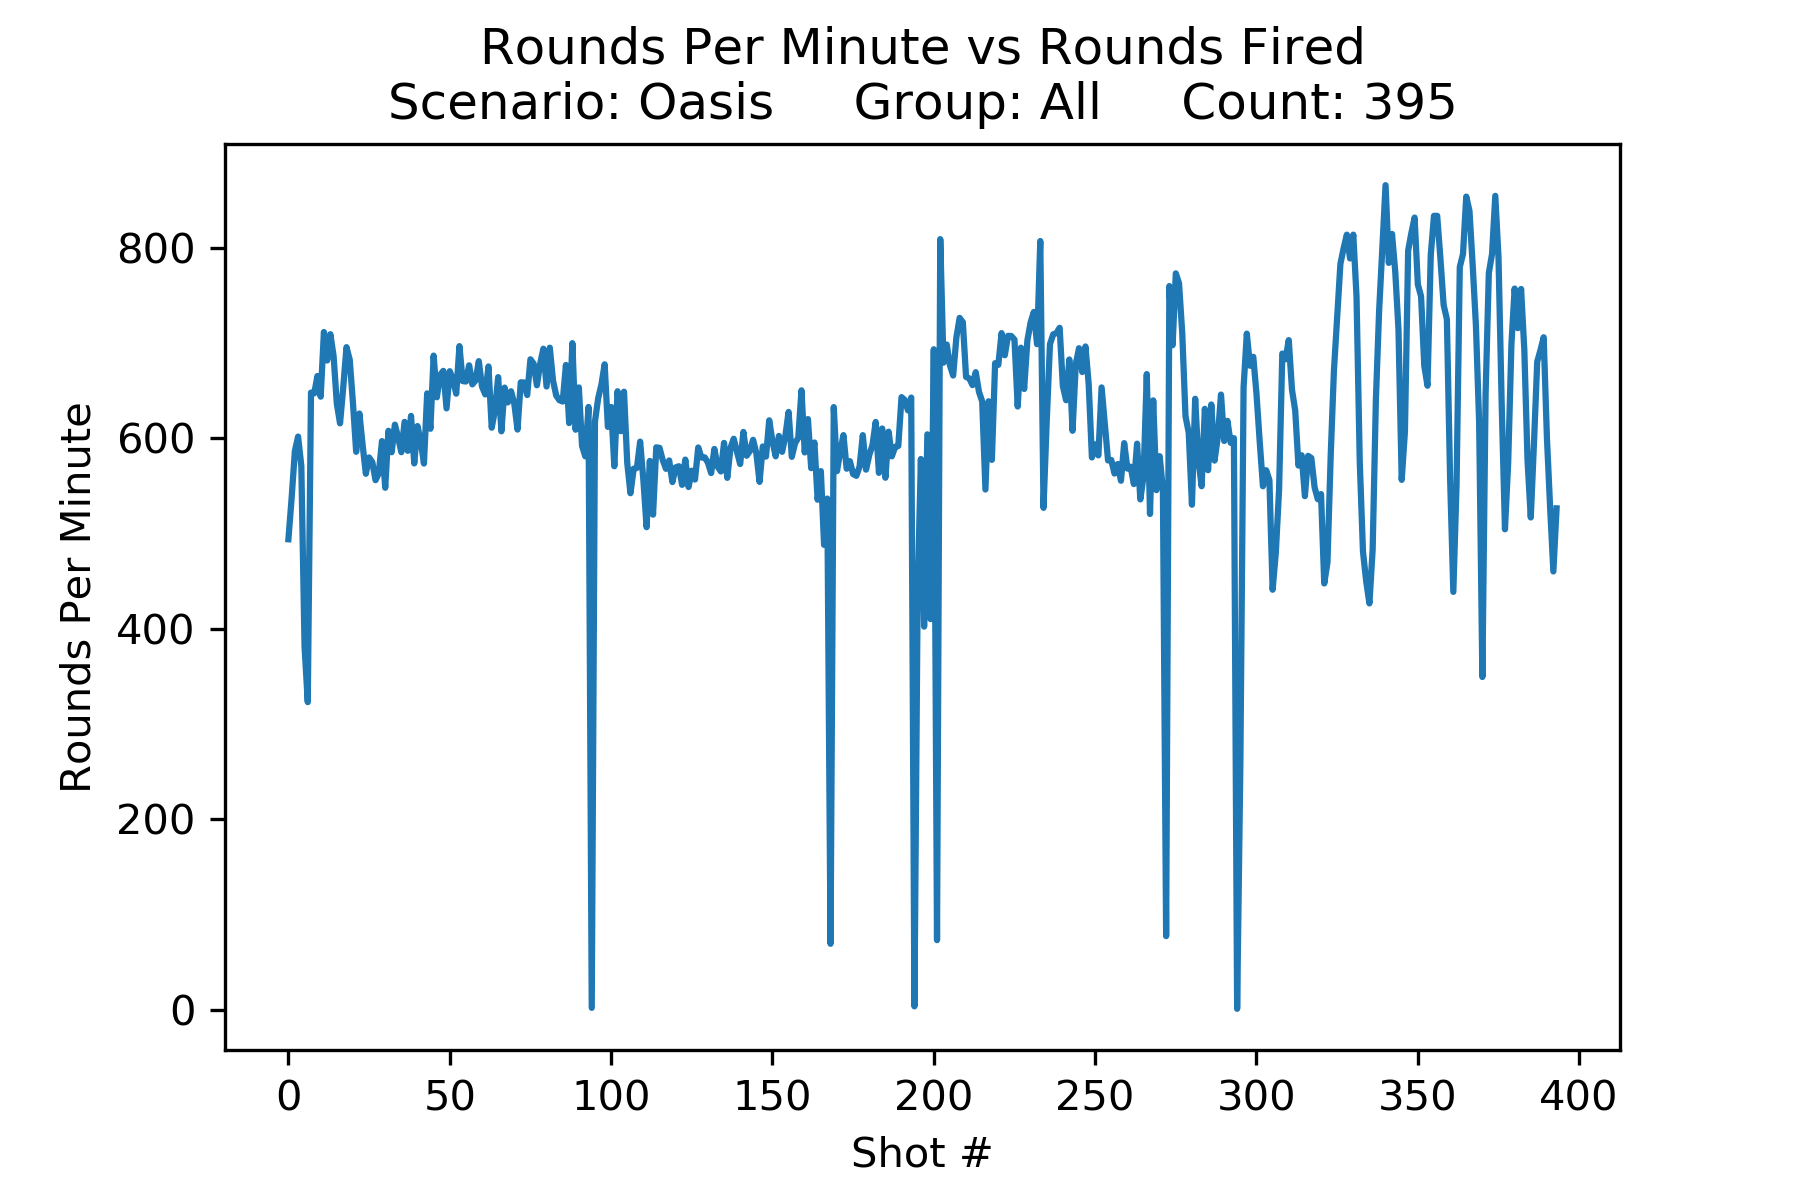 Rounds Per Minute vs Rounds Fired
Scenario: Oasis Group: All Count: 395
Rounds Per Minute
800
600
400
200
0
0 50 100 150 200 250 300 350 400
Shot #